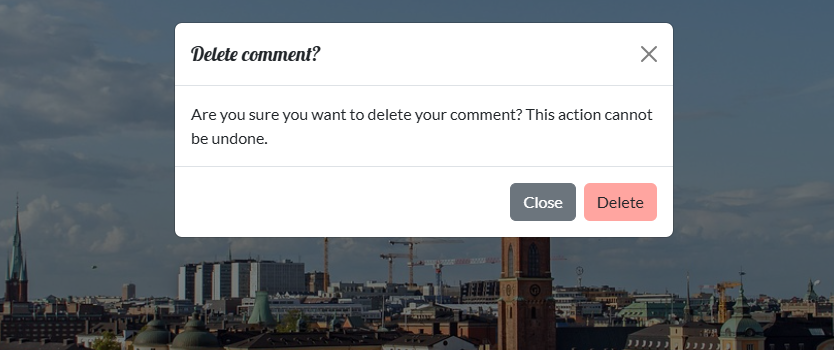 Delete comment?
Are you sure you want to delete your comment? This action cannot
be undone.
Close
Delete